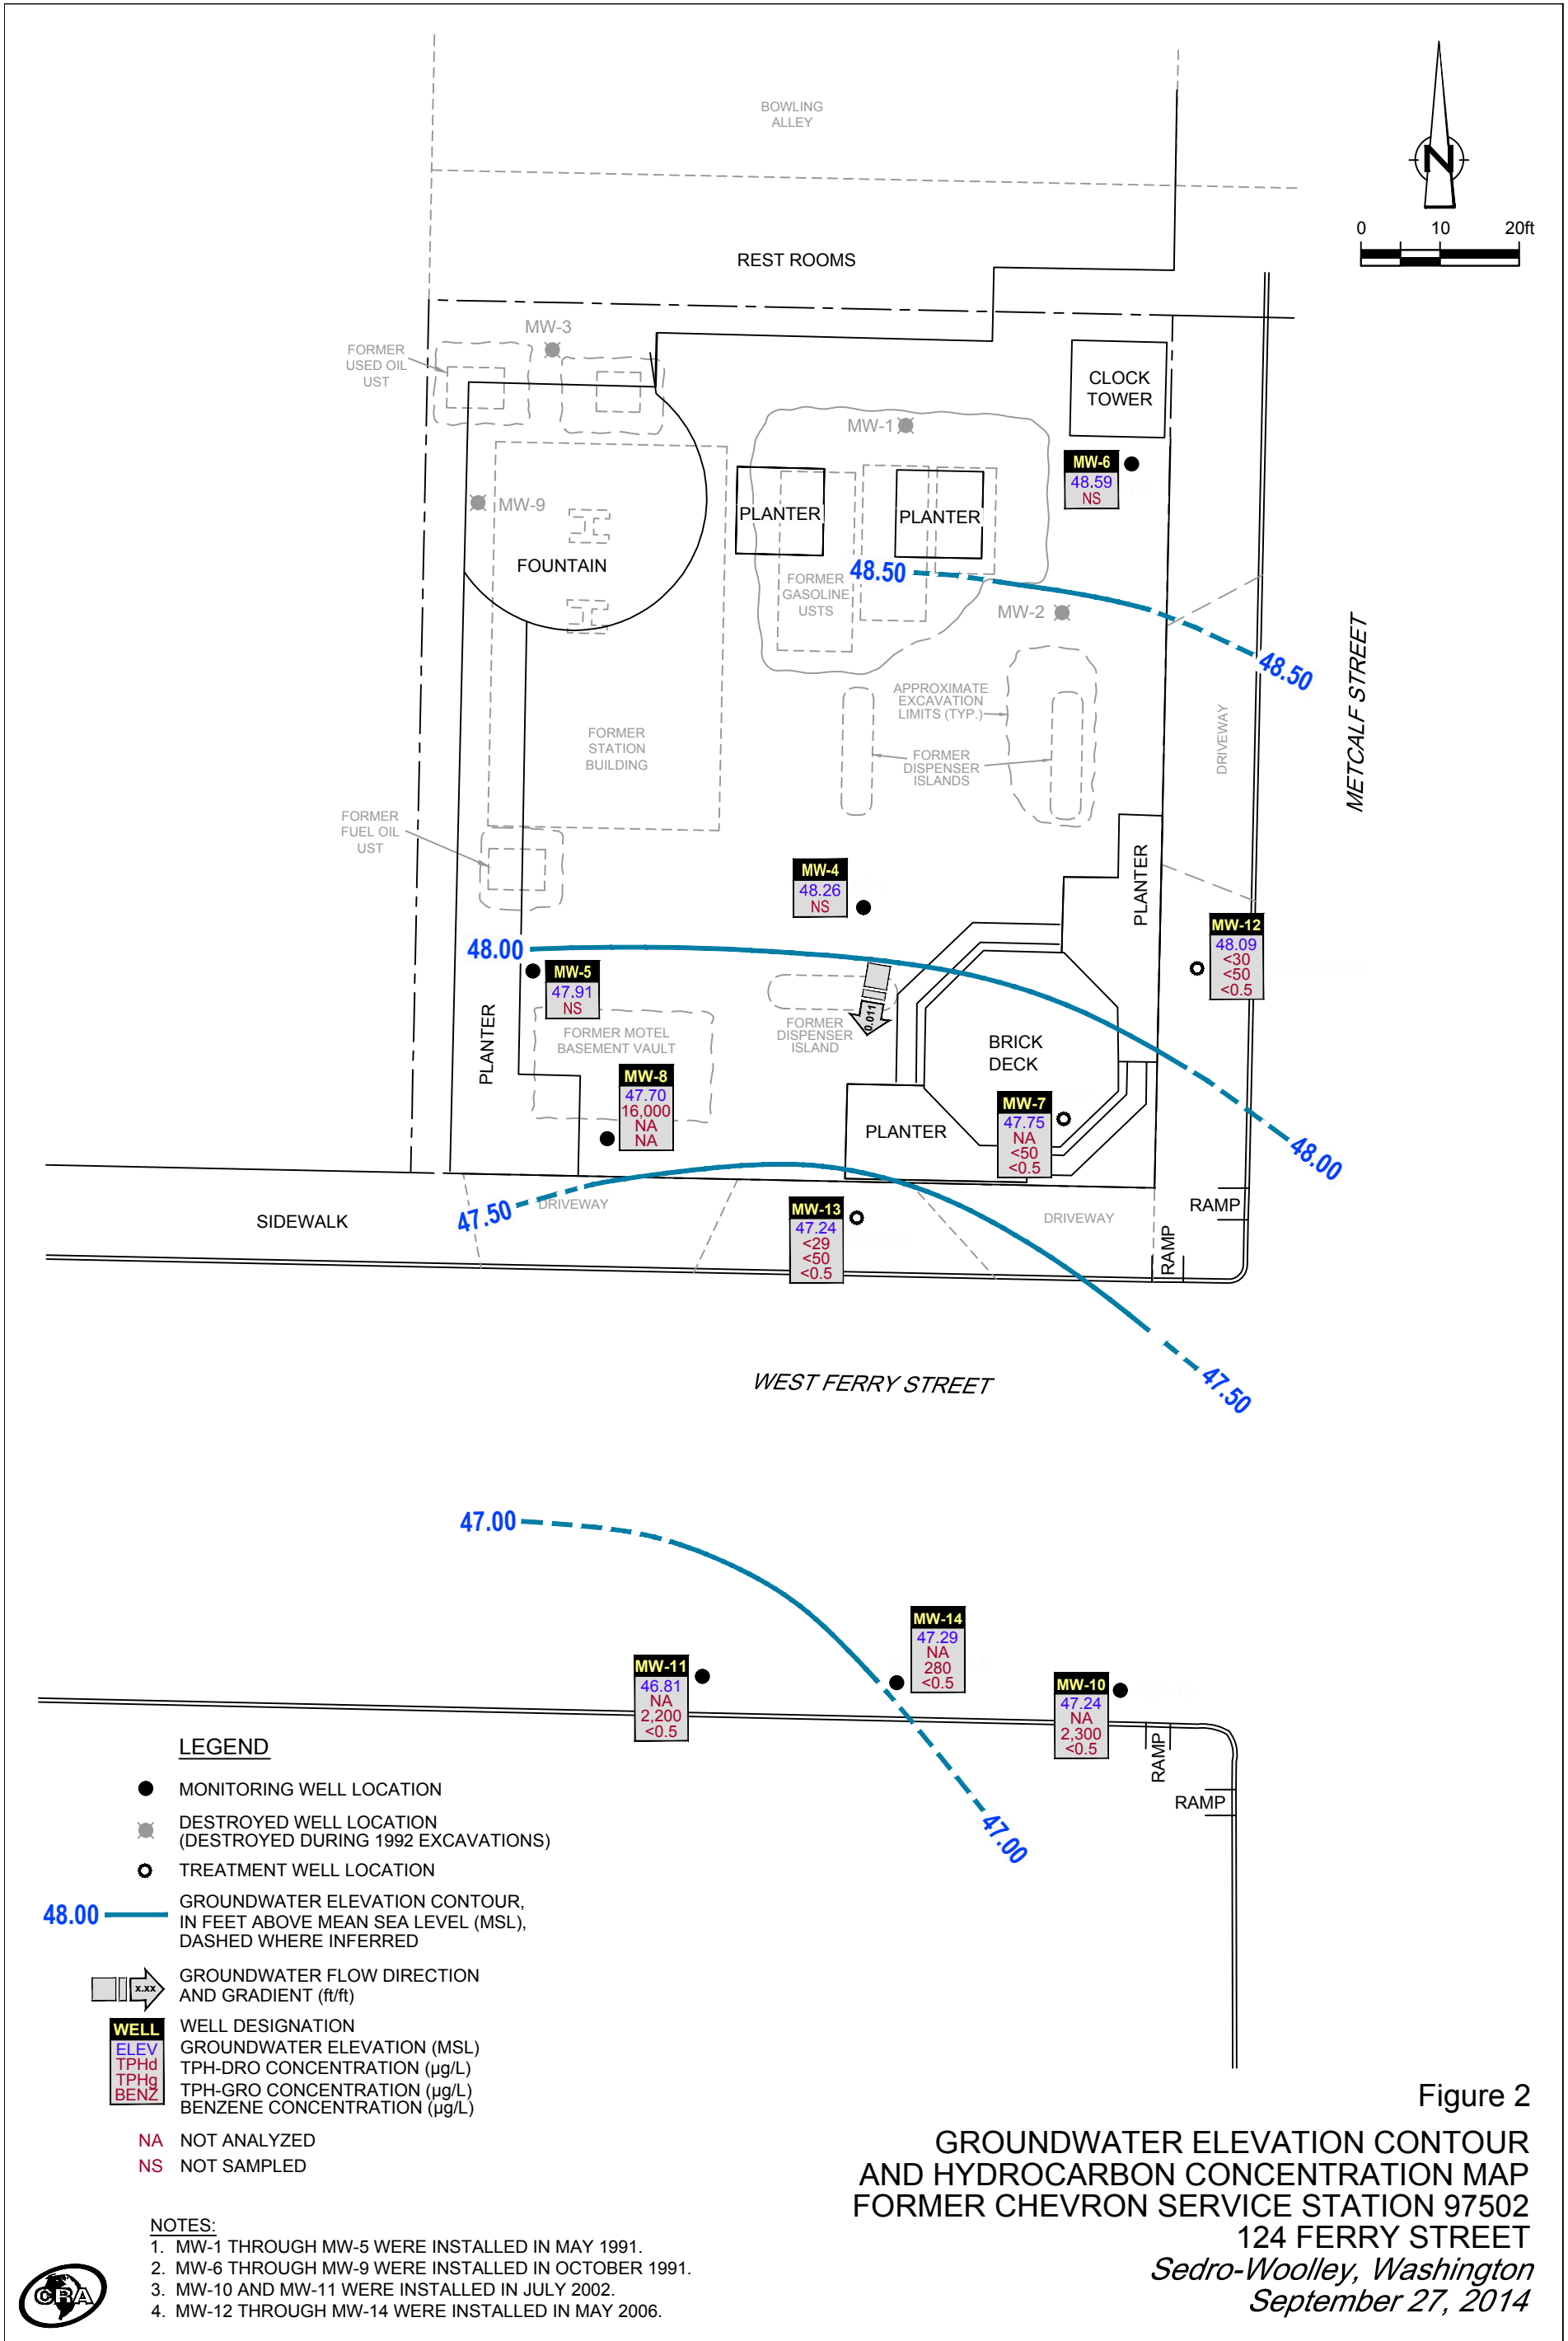 BOWLING
ALLEY
N
0 10 20ft
REST ROOMS
MW-3
FORMER
USED OIL
UST
CLOCK
TOWER
MW-1
MW-6
48.59
NS
MW-9
PLANTER
PLANTER
FOUNTAIN
48.50
FORMER
GASOLINE
USTS
MW-2
48.50
METCALF STREET
APPROXIMATE
EXCAVATION
LIMITS (TYP.)
DRIVEWAY
FORMER
STATION
BUILDING
FORMER
DISPENSER
ISLANDS
FORMER
FUEL OIL
UST
MW-4
48.26
NS
PLANTER
MW-12
48.09
<30
<50
<0.5
48.00
MW-5
47.91
NS
PLANTER
FORMER MOTEL
BASEMENT VAULT
FORMER
DISPENSER
ISLAND
0.011
BRICK
DECK
MW-8
47.70
16,000
NA
NA
MW-7
47.75
NA
<50
<0.5
PLANTER
48.00
47.50
DRIVEWAY
SIDEWALK
MW-13
47.24
<29
<50
<0.5
DRIVEWAY
RAMP
RAMP
47.50
WEST FERRY STREET
47.00
MW-14
47.29
NA
280
<0.5
MW-11
46.81
NA
2,200
<0.5
MW-10
47.24
NA
2,300
<0.5
RAMP
RAMP
47.00
LEGEND
MONITORING WELL LOCATION
DESTROYED WELL LOCATION
(DESTROYED DURING 1992 EXCAVATIONS)
TREATMENT WELL LOCATION
48.00
GROUNDWATER ELEVATION CONTOUR,
IN FEET ABOVE MEAN SEA LEVEL (MSL),
DASHED WHERE INFERRED
x.xx
GROUNDWATER FLOW DIRECTION
AND GRADIENT (ft/ft)
WELL WELL DESIGNATION
ELEV GROUNDWATER ELEVATION (MSL)
TPHd TPH-DRO CONCENTRATION (µg/L)
TPHg TPH-GRO CONCENTRATION (µg/L)
BENZ BENZENE CONCENTRATION (µg/L)
NA NOT ANALYZED
NS NOT SAMPLED
NOTES:
1. MW-1 THROUGH MW-5 WERE INSTALLED IN MAY 1991.
2. MW-6 THROUGH MW-9 WERE INSTALLED IN OCTOBER 1991.
3. MW-10 AND MW-11 WERE INSTALLED IN JULY 2002.
4. MW-12 THROUGH MW-14 WERE INSTALLED IN MAY 2006.
CRA
Figure 2
GROUNDWATER ELEVATION CONTOUR
AND HYDROCARBON CONCENTRATION MAP
FORMER CHEVRON SERVICE STATION 97502
124 FERRY STREET
Sedro-Woolley, Washington
September 27, 2014